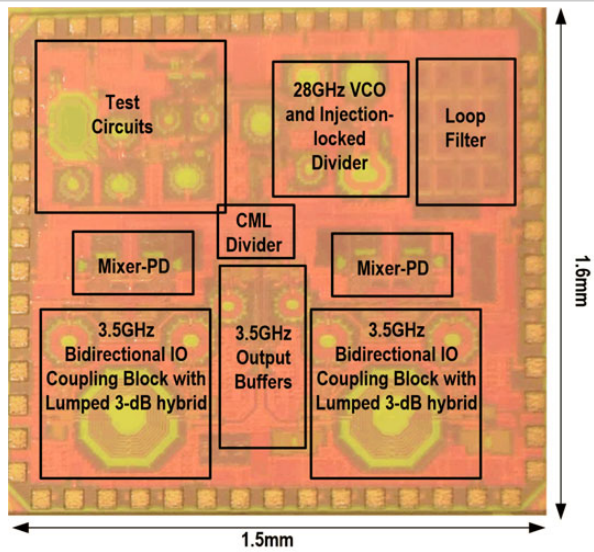 Test
Circuits
28GHz VCO
and Injection-
locked
Divider
Loop
Filter
CML
Divider
Mixer-PD
Mixer-PD
3.5GHz
Bidirectional IO
Coupling Block with
Lumped 3-dB hybrid
3.5GHz
Output
Buffers
3.5GHz
Bidirectional IO
Coupling Block with
Lumped 3-dB hybrid
1.6mm
1.5mm